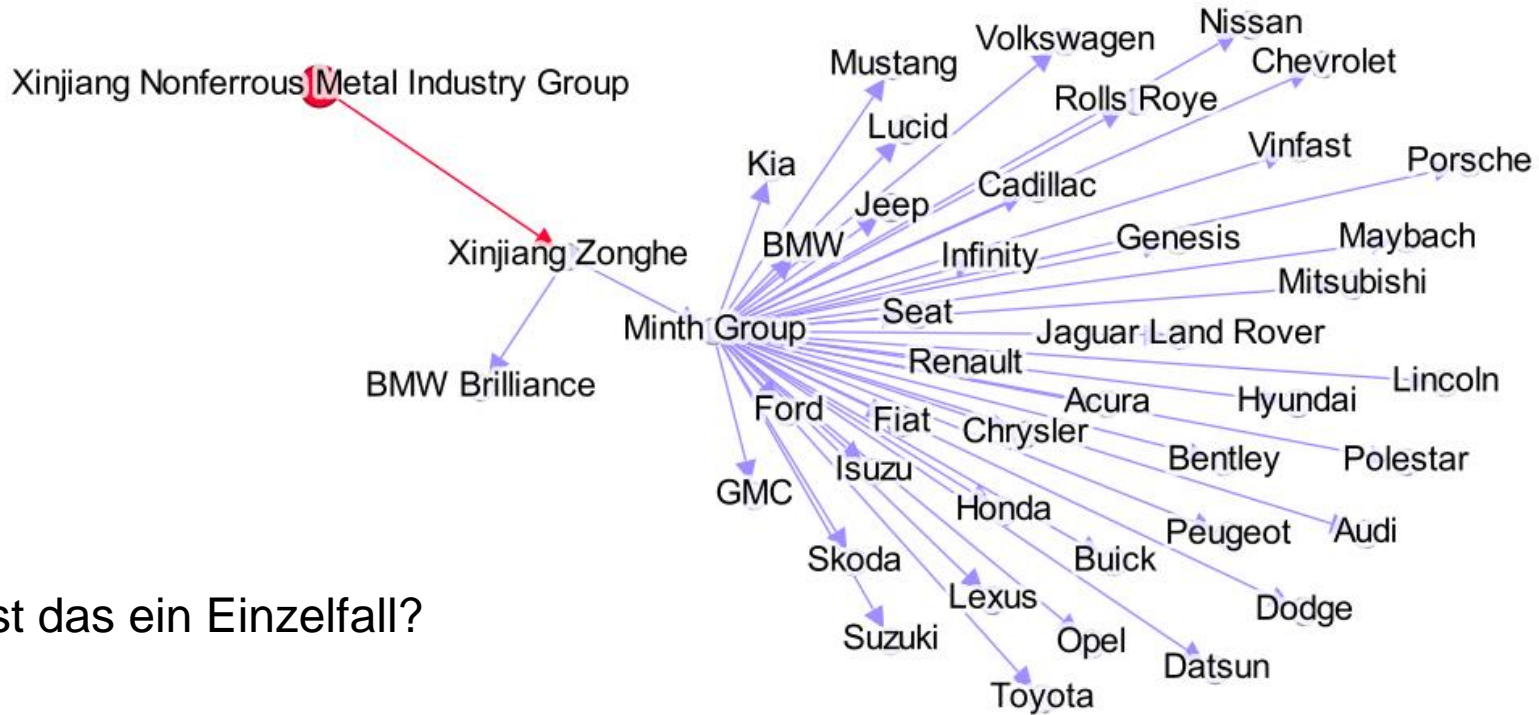 Nissan
Volkswagen
Chevrolet
Mustang
Xinjiang Nonferrous Metal Industry Group
Rolls Roye
Lucid
Vinfast
Porsche
Kia
Cadillac
Jeep
Genesis
Maybach
BMW
Infinity
Xinjiang Zonghe
Mitsubishi
Seat
Minth Group
Jaguar Land Rover
Renault
Lincoln
BMW Brilliance
Acura
Hyundai
Ford
Fiat
Chrysler
Bentley
Polestar
Isuzu
GMC
Honda
Peugeot
Audi
Skoda
Buick
Lexus
Dodge
st das ein Einzelfall?
Suzuki
Opel
Datsun
Toyota